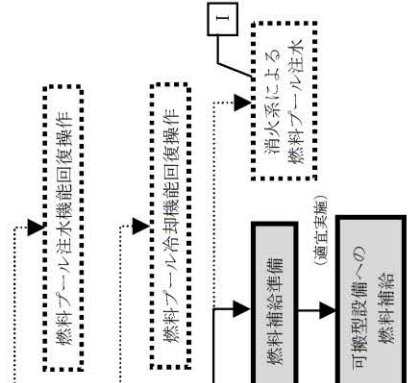 燃料プール注水機能回復操作
燃料プール冷却機能回復操作
I
消火系による
燃料プール注水
燃料補給準備
(適宜実施)
可搬型設備への
燃料補給